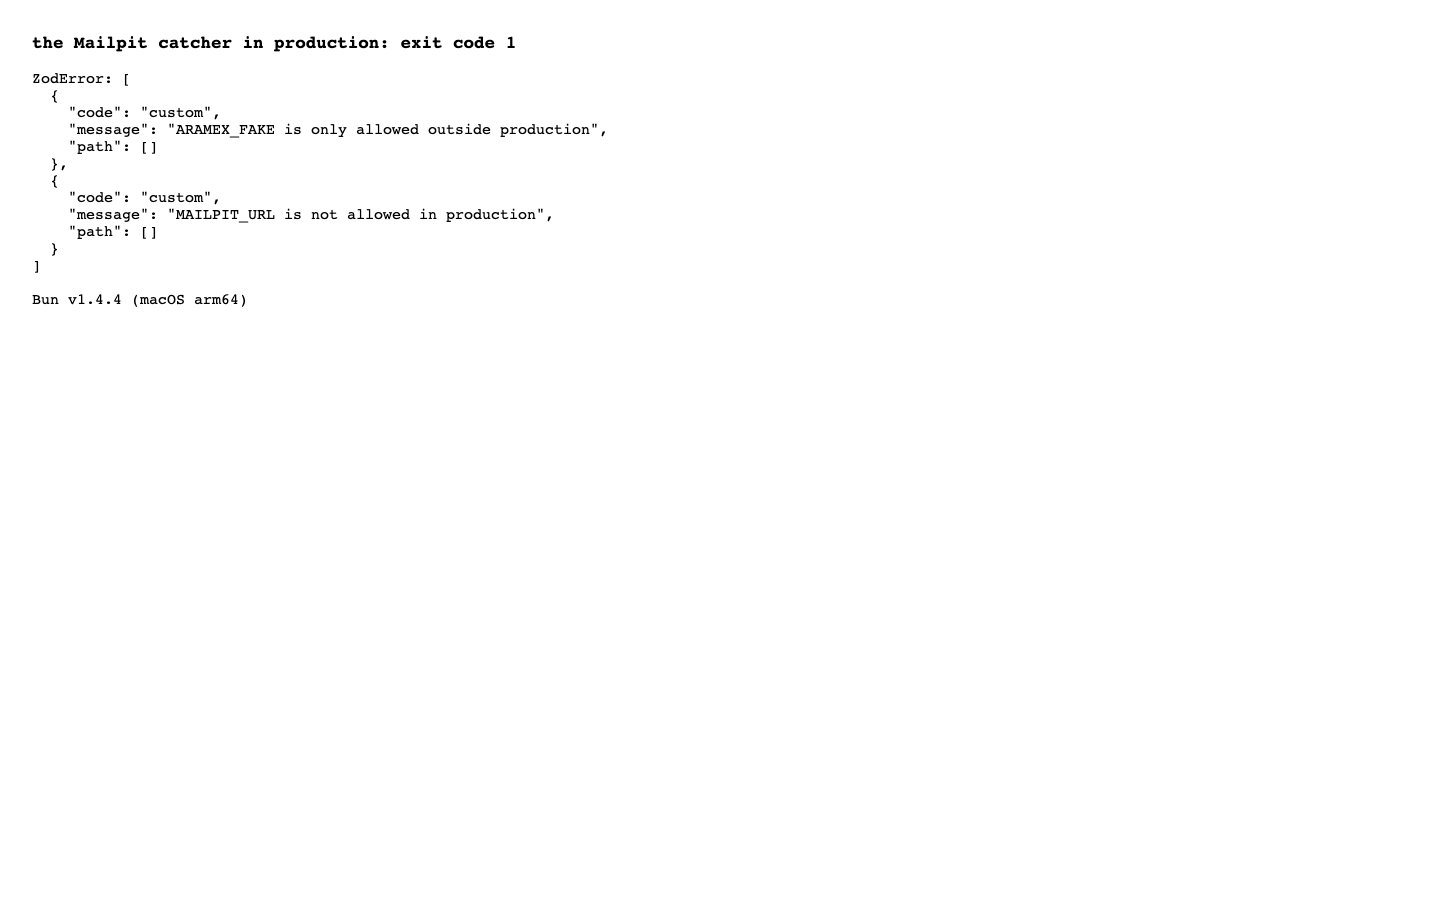 the Mailpit catcher in production: exit code 1
ZodError: [
  {
    "code": "custom",
    "message": "ARAMEX_FAKE is only allowed outside production",
    "path": []
  },
  {
    "code": "custom",
    "message": "MAILPIT_URL is not allowed in production",
    "path": []
  }
]
Bun v1.4.4 (macOS arm64)